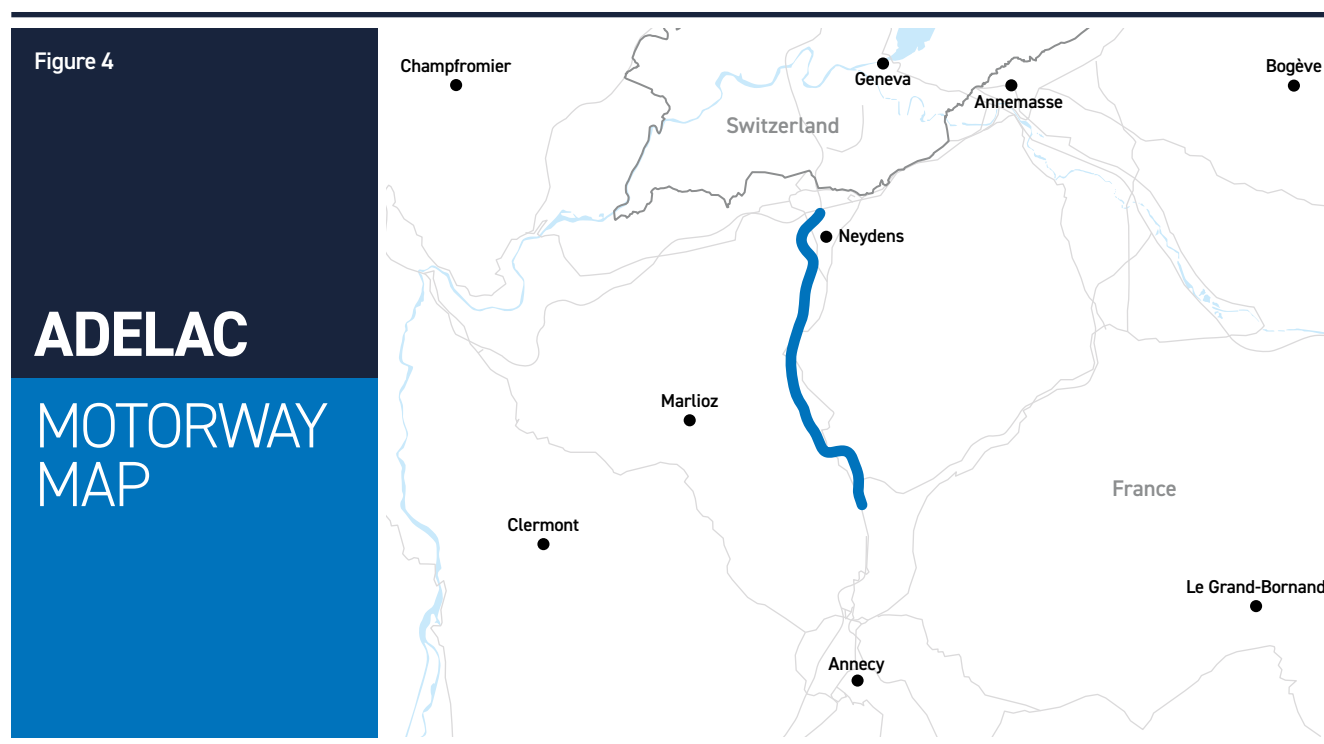 Figure 4
ADELAC
MOTORWAY
MAP
Champfromier
Geneva
Annemasse
Bogève
Switzerland
Neydens
Marlioz
France
Clermont
Le Grand-Bornand
Annecy